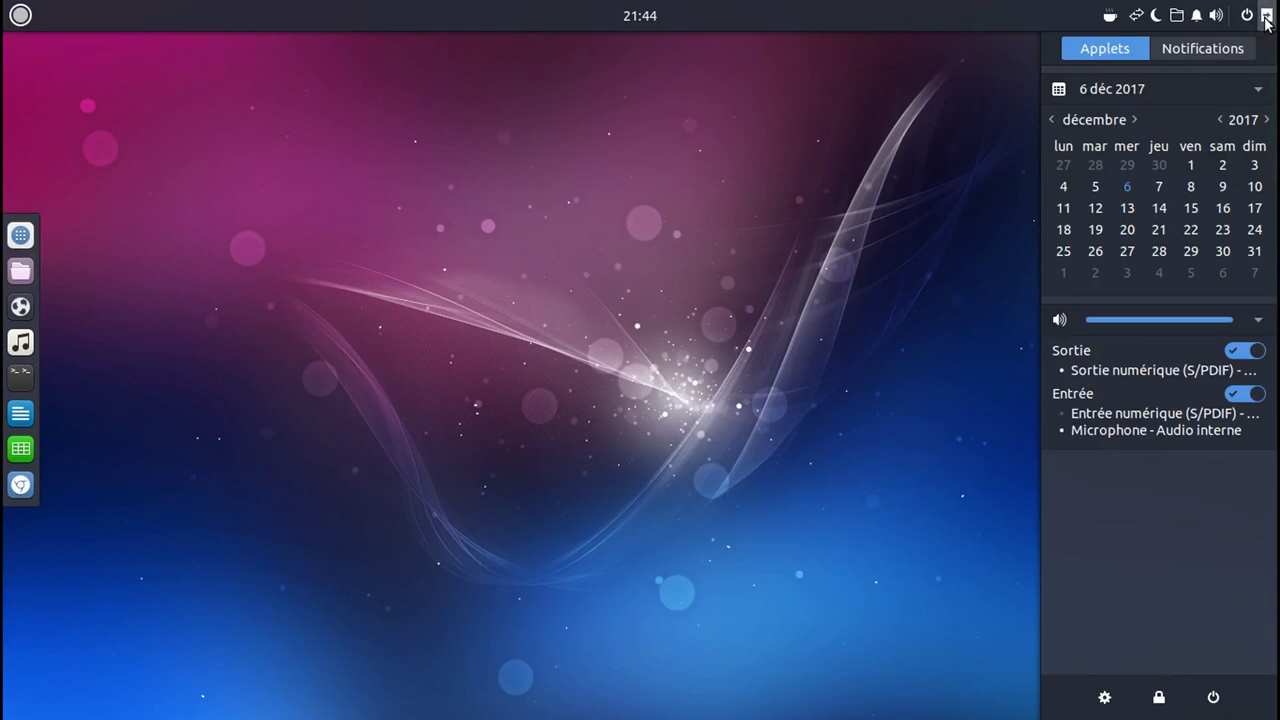 21:44
Applets Notifications
6 déc 2017
décembre 2017
lun mar mer jeu ven sam dim
27 28 29 30 1 2 3
4 5 6 7 8 9 10
11 12 13 14 15 16 17
18 19 20 21 22 23 24
25 26 27 28 29 30 31
1 2 3 4 5 6 7
Sortie
• Sortie numérique (S/PDIF) - ...
Entrée
• Entrée numérique (S/PDIF) - ...
• Microphone - Audio interne